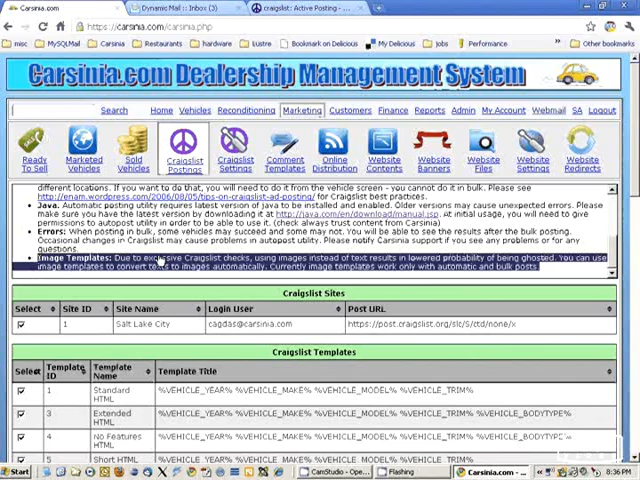 Carsinia.com
Dynamic Mail :: Inbox (3)
craigslist: Active Posting - ...
https://carsinia.com/carsinia.php
misc
MySQLMail
Carsinia
Restaurants
hardware
Lustre
Bookmark on Delicious
My Delicious
jobs
Performance
Other bookmarks
Carsinia.com Dealership Management System
Search Home Vehicles Reconditioning Marketing Customers Finance Reports Admin My Account Webmail SA Logout
Ready To Sell
Marketed Vehicles
Sold Vehicles
Craigslist Postings
Craigslist Settings
Comment Templates
Online Distribution
Website Contents
Website Banners
Website Files
Website Settings
Website Redirects
different locations. If you want to do that, you will need to do it from the vehicle screen - you cannot do it in bulk. Please see
http://enam.wordpress.com/2006/08/05/tips-on-craigslist-ad-posting/ for Craigslist best practices.
Java: Automatic posting utility requires latest version of java to be installed and enabled. Older versions may cause unexpected errors. Please
make sure you have the latest version by downloading it at http://java.com/en/download/manual.jsp. At initial usage, you will need to give
permissions to autopost utility in order to be able to use it. (choose always trust content from Carsinia)
Errors: When posting in bulk, some vehicles may succeed and some may not. You will be able to see the results after the bulk posting.
Occasional changes in Craigslist may cause problems in autopost utility. Please notify Carsinia support if you see any problems or for any
questions.
Image Templates: Due to excessive Craigslist checks, using images instead of text results in lowered probability of being ghosted. You can use
image templates to convert texts to images automatically. Currently image templates work only with automatic and bulk posts.
Craigslist Sites
Select Site ID Site Name Login User Post URL
1 Salt Lake City cagdas@carsinia.com https://post.craigslist.org/slc/S/ctd/none/x
Craigslist Templates
Select Template ID Template Name Template Title
1 Standard HTML %VEHICLE_YEAR% %VEHICLE_MAKE% %VEHICLE_MODEL% %VEHICLE_TRIM%
3 Extended HTML %VEHICLE_YEAR% %VEHICLE_MAKE% %VEHICLE_MODEL% %VEHICLE_TRIM% %VEHICLE_BODYTYPE%
4 No Features HTML %VEHICLE_YEAR% %VEHICLE_MAKE% %VEHICLE_MODEL% %VEHICLE_TRIM% %VEHICLE_BODYTYPE%
5 Short HTML %VEHICLE_YEAR% %VEHICLE_MAKE% %VEHICLE_MODEL% %VEHICLE_TRIM%
Start
CamStudio - Ope...
Flashing
Carsinia.com - ...
8:36 PM